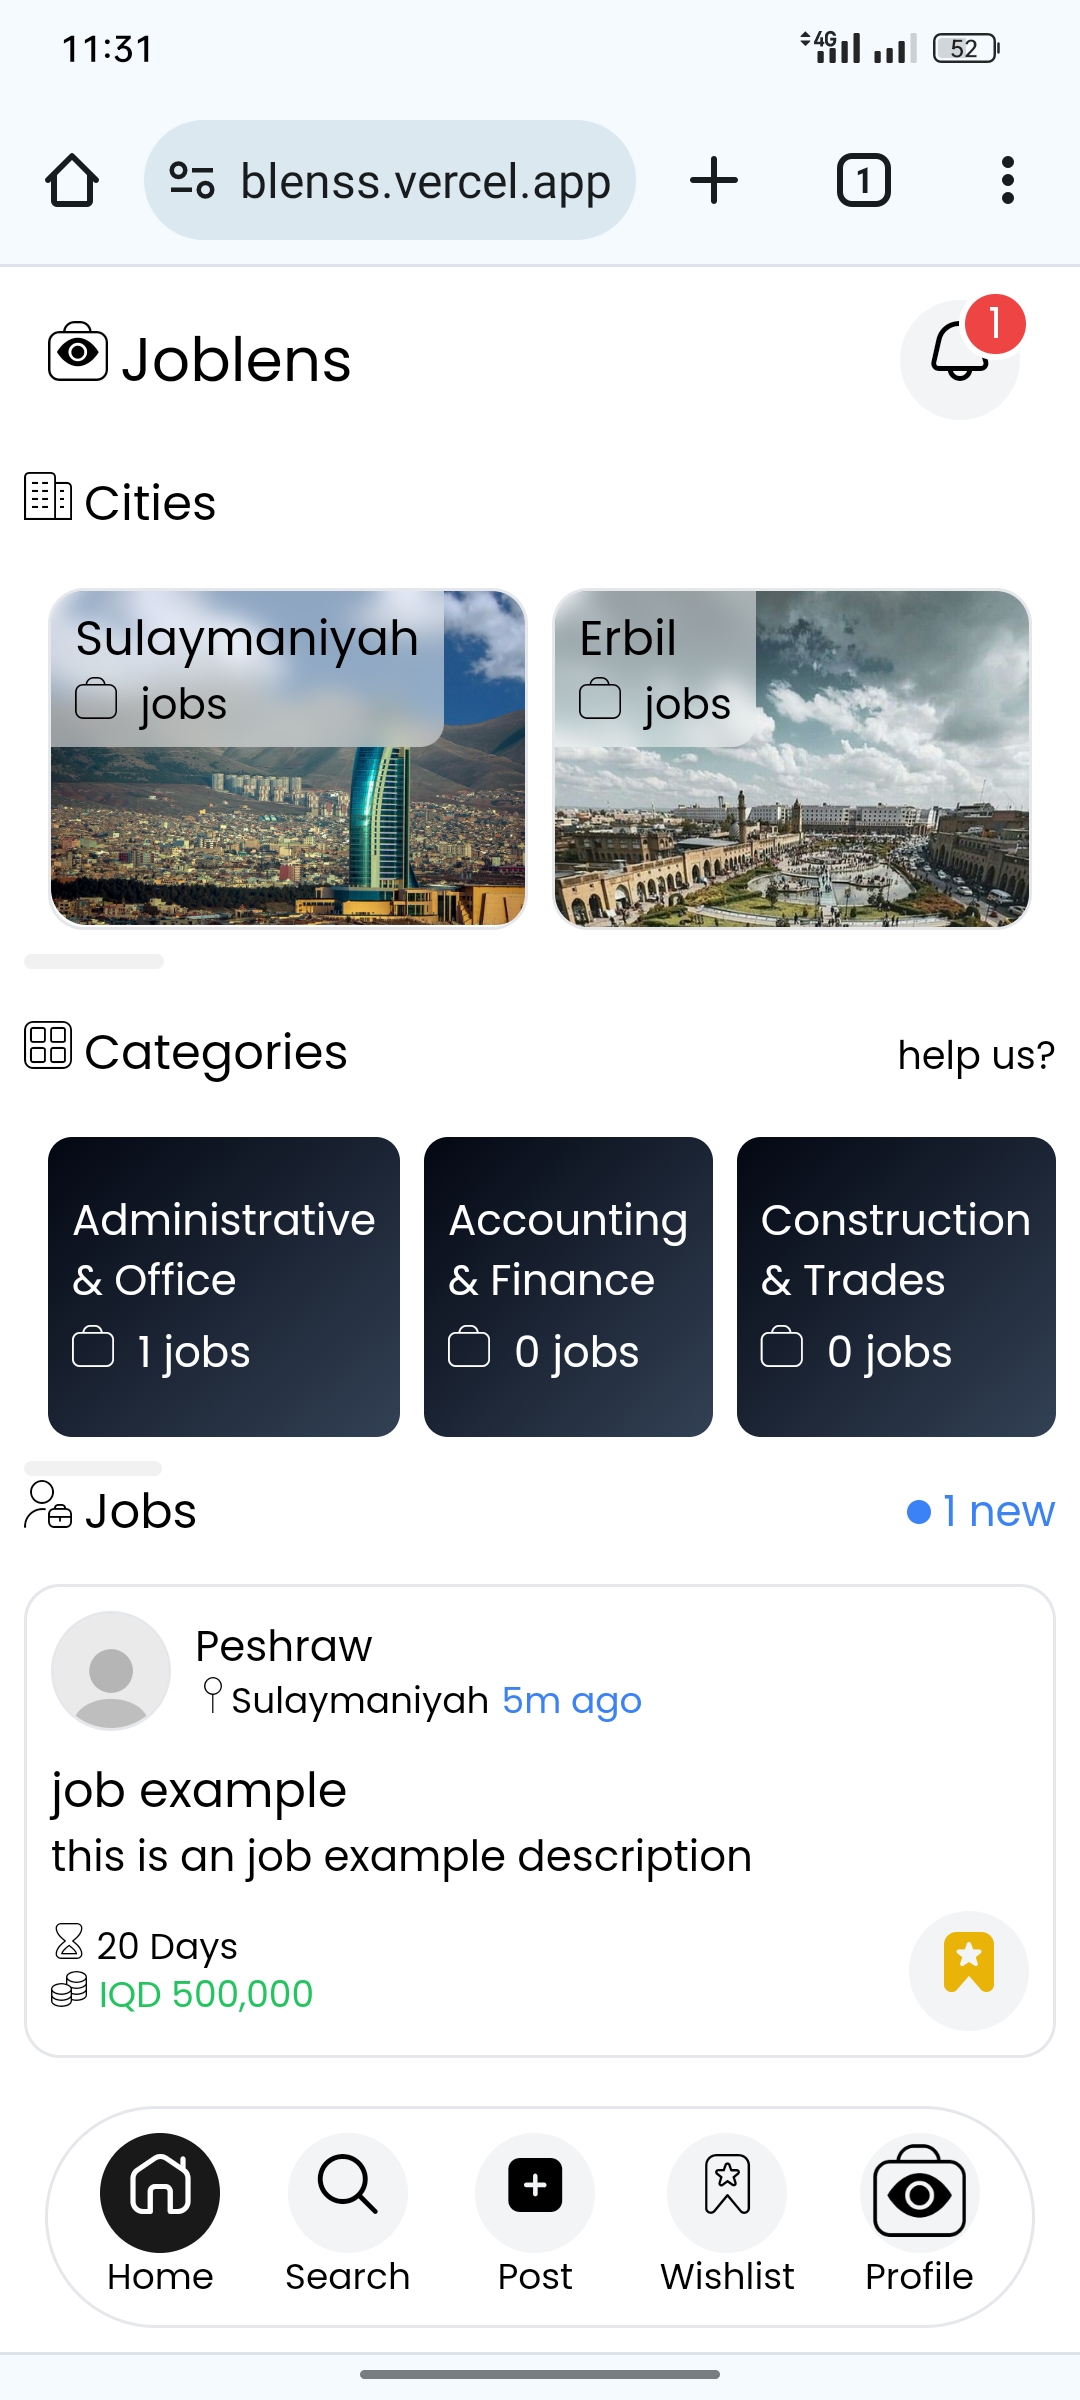 11:31
4G
52
blenss.vercel.app
1
Joblens
1
Cities
Sulaymaniyah
jobs
Erbil
jobs
Categories
help us?
Administrative
& Office
1 jobs
Accounting
& Finance
0 jobs
Construction
& Trades
0 jobs
Jobs
1 new
Peshraw
Sulaymaniyah 5m ago
job example
this is an job example description
20 Days
IQD 500,000
Home
Search
Post
Wishlist
Profile